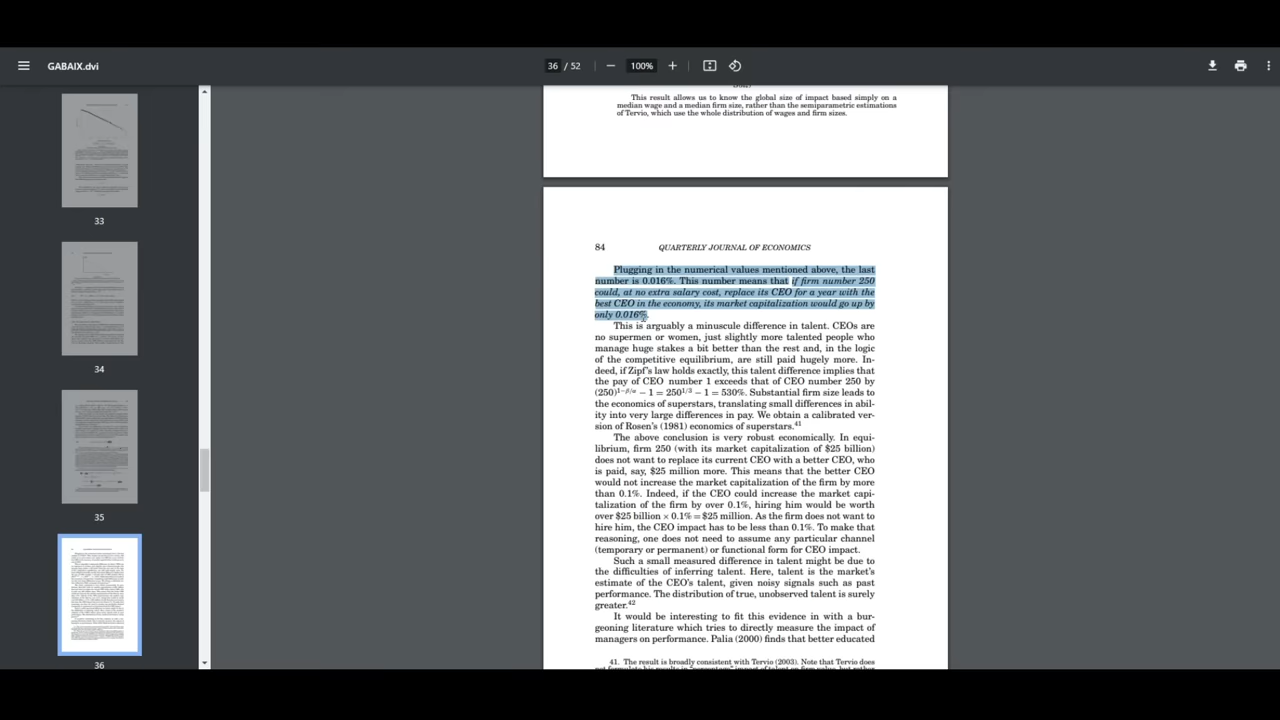 GABAIX.dvi
36 / 52
100%
33
34
35
36
This result allows us to know the global size of impact based simply on a
median wage and a median firm size, rather than the semiparametric estimations
of Tervio, which use the whole distribution of wages and firm sizes.
84 QUARTERLY JOURNAL OF ECONOMICS
Plugging in the numerical values mentioned above, the last
number is 0.016%. This number means that if firm number 250
could, at no extra salary cost, replace its CEO for a year with the
best CEO in the economy, its market capitalization would go up by
only 0.016%.
This is arguably a minuscule difference in talent. CEOs are
no supermen or women, just slightly more talented people who
manage huge stakes a bit better than the rest and, in the logic
of the competitive equilibrium, are still paid hugely more. In-
deed, if Zipf's law holds exactly, this talent difference implies that
the pay of CEO number 1 exceeds that of CEO number 250 by
(250)^{1−β/α} − 1 = 250^{1/3} − 1 = 530%. Substantial firm size leads to
the economics of superstars, translating small differences in abil-
ity into very large differences in pay. We obtain a calibrated ver-
sion of Rosen's (1981) economics of superstars.41
The above conclusion is very robust economically. In equi-
librium, firm 250 (with its market capitalization of $25 billion)
does not want to replace its current CEO with a better CEO, who
is paid, say, $25 million more. This means that the better CEO
would not increase the market capitalization of the firm by more
than 0.1%. Indeed, if the CEO could increase the market capi-
talization of the firm by over 0.1%, hiring him would be worth
over $25 billion × 0.1% = $25 million. As the firm does not want to
hire him, the CEO impact has to be less than 0.1%. To make that
reasoning, one does not need to assume any particular channel
(temporary or permanent) or functional form for CEO impact.
Such a small measured difference in talent might be due to
the difficulties of inferring talent. Here, talent is the market's
estimate of the CEO's talent, given noisy signals such as past
performance. The distribution of true, unobserved talent is surely
greater.42
It would be interesting to fit this evidence in with a bur-
geoning literature which tries to directly measure the impact of
managers on performance. Palia (2000) finds that better educated
41. The result is broadly consistent with Tervio (2003). Note that Tervio does